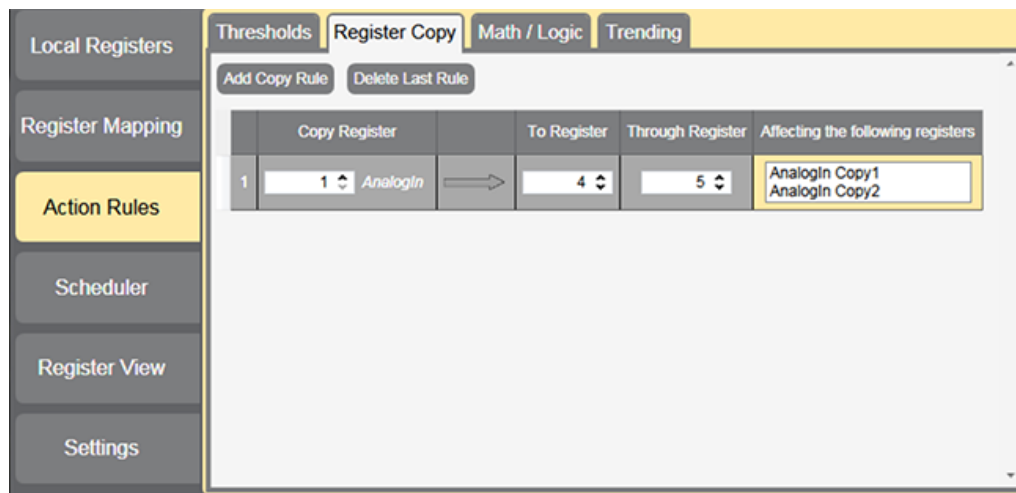 Local Registers
Register Mapping
Action Rules
Scheduler
Register View
Settings
Thresholds Register Copy Math / Logic Trending
Add Copy Rule Delete Last Rule
Copy Register To Register Through Register Affecting the following registers
1 1 AnalogIn 4 5 AnalogIn Copy1
AnalogIn Copy2